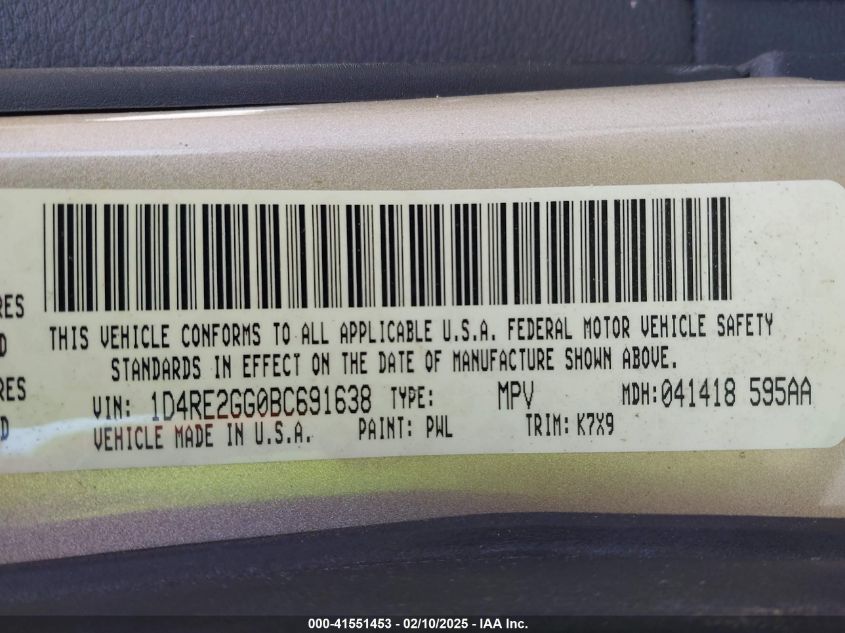 RES
D
RES
D
THIS VEHICLE CONFORMS TO ALL APPLICABLE U.S.A. FEDERAL MOTOR VEHICLE SAFETY
STANDARDS IN EFFECT ON THE DATE OF MANUFACTURE SHOWN ABOVE.
VIN: 1D4RE2GG0BC691638 TYPE: MPV MDH: 041418 595AA
VEHICLE MADE IN U.S.A. PAINT: PWL TRIM: K7X9
000-41551453 - 02/10/2025 - IAA Inc.